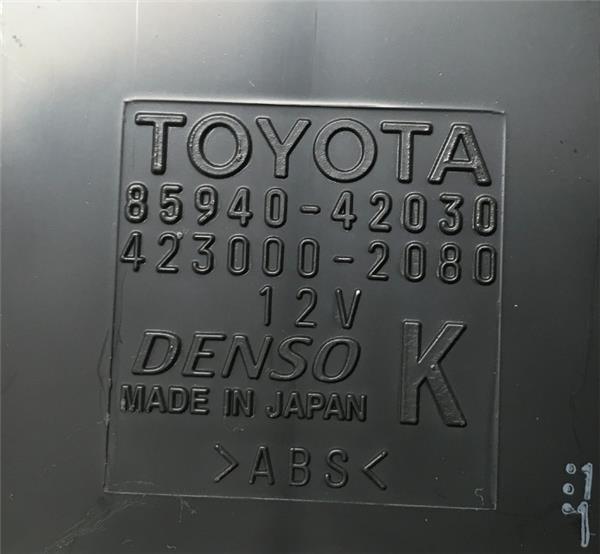 TOYOTA
85940-42030
423000-2080
12V
DENSO
K
MADE IN JAPAN
>ABS<